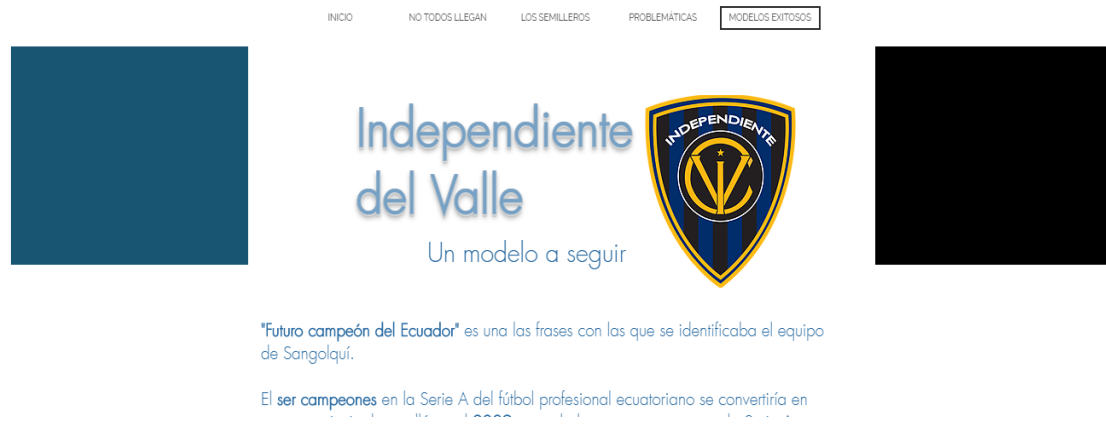 INICIO NO TODOS LLEGAN LOS SEMILLEROS PROBLEMÁTICAS MODELOS EXITOSOS
Independiente
del Valle
INDEPENDIENTE
Un modelo a seguir
"Futuro campeón del Ecuador" es una las frases con las que se identificaba el equipo
de Sangolquí.
El ser campeones en la Serie A del fútbol profesional ecuatoriano se convertiría en